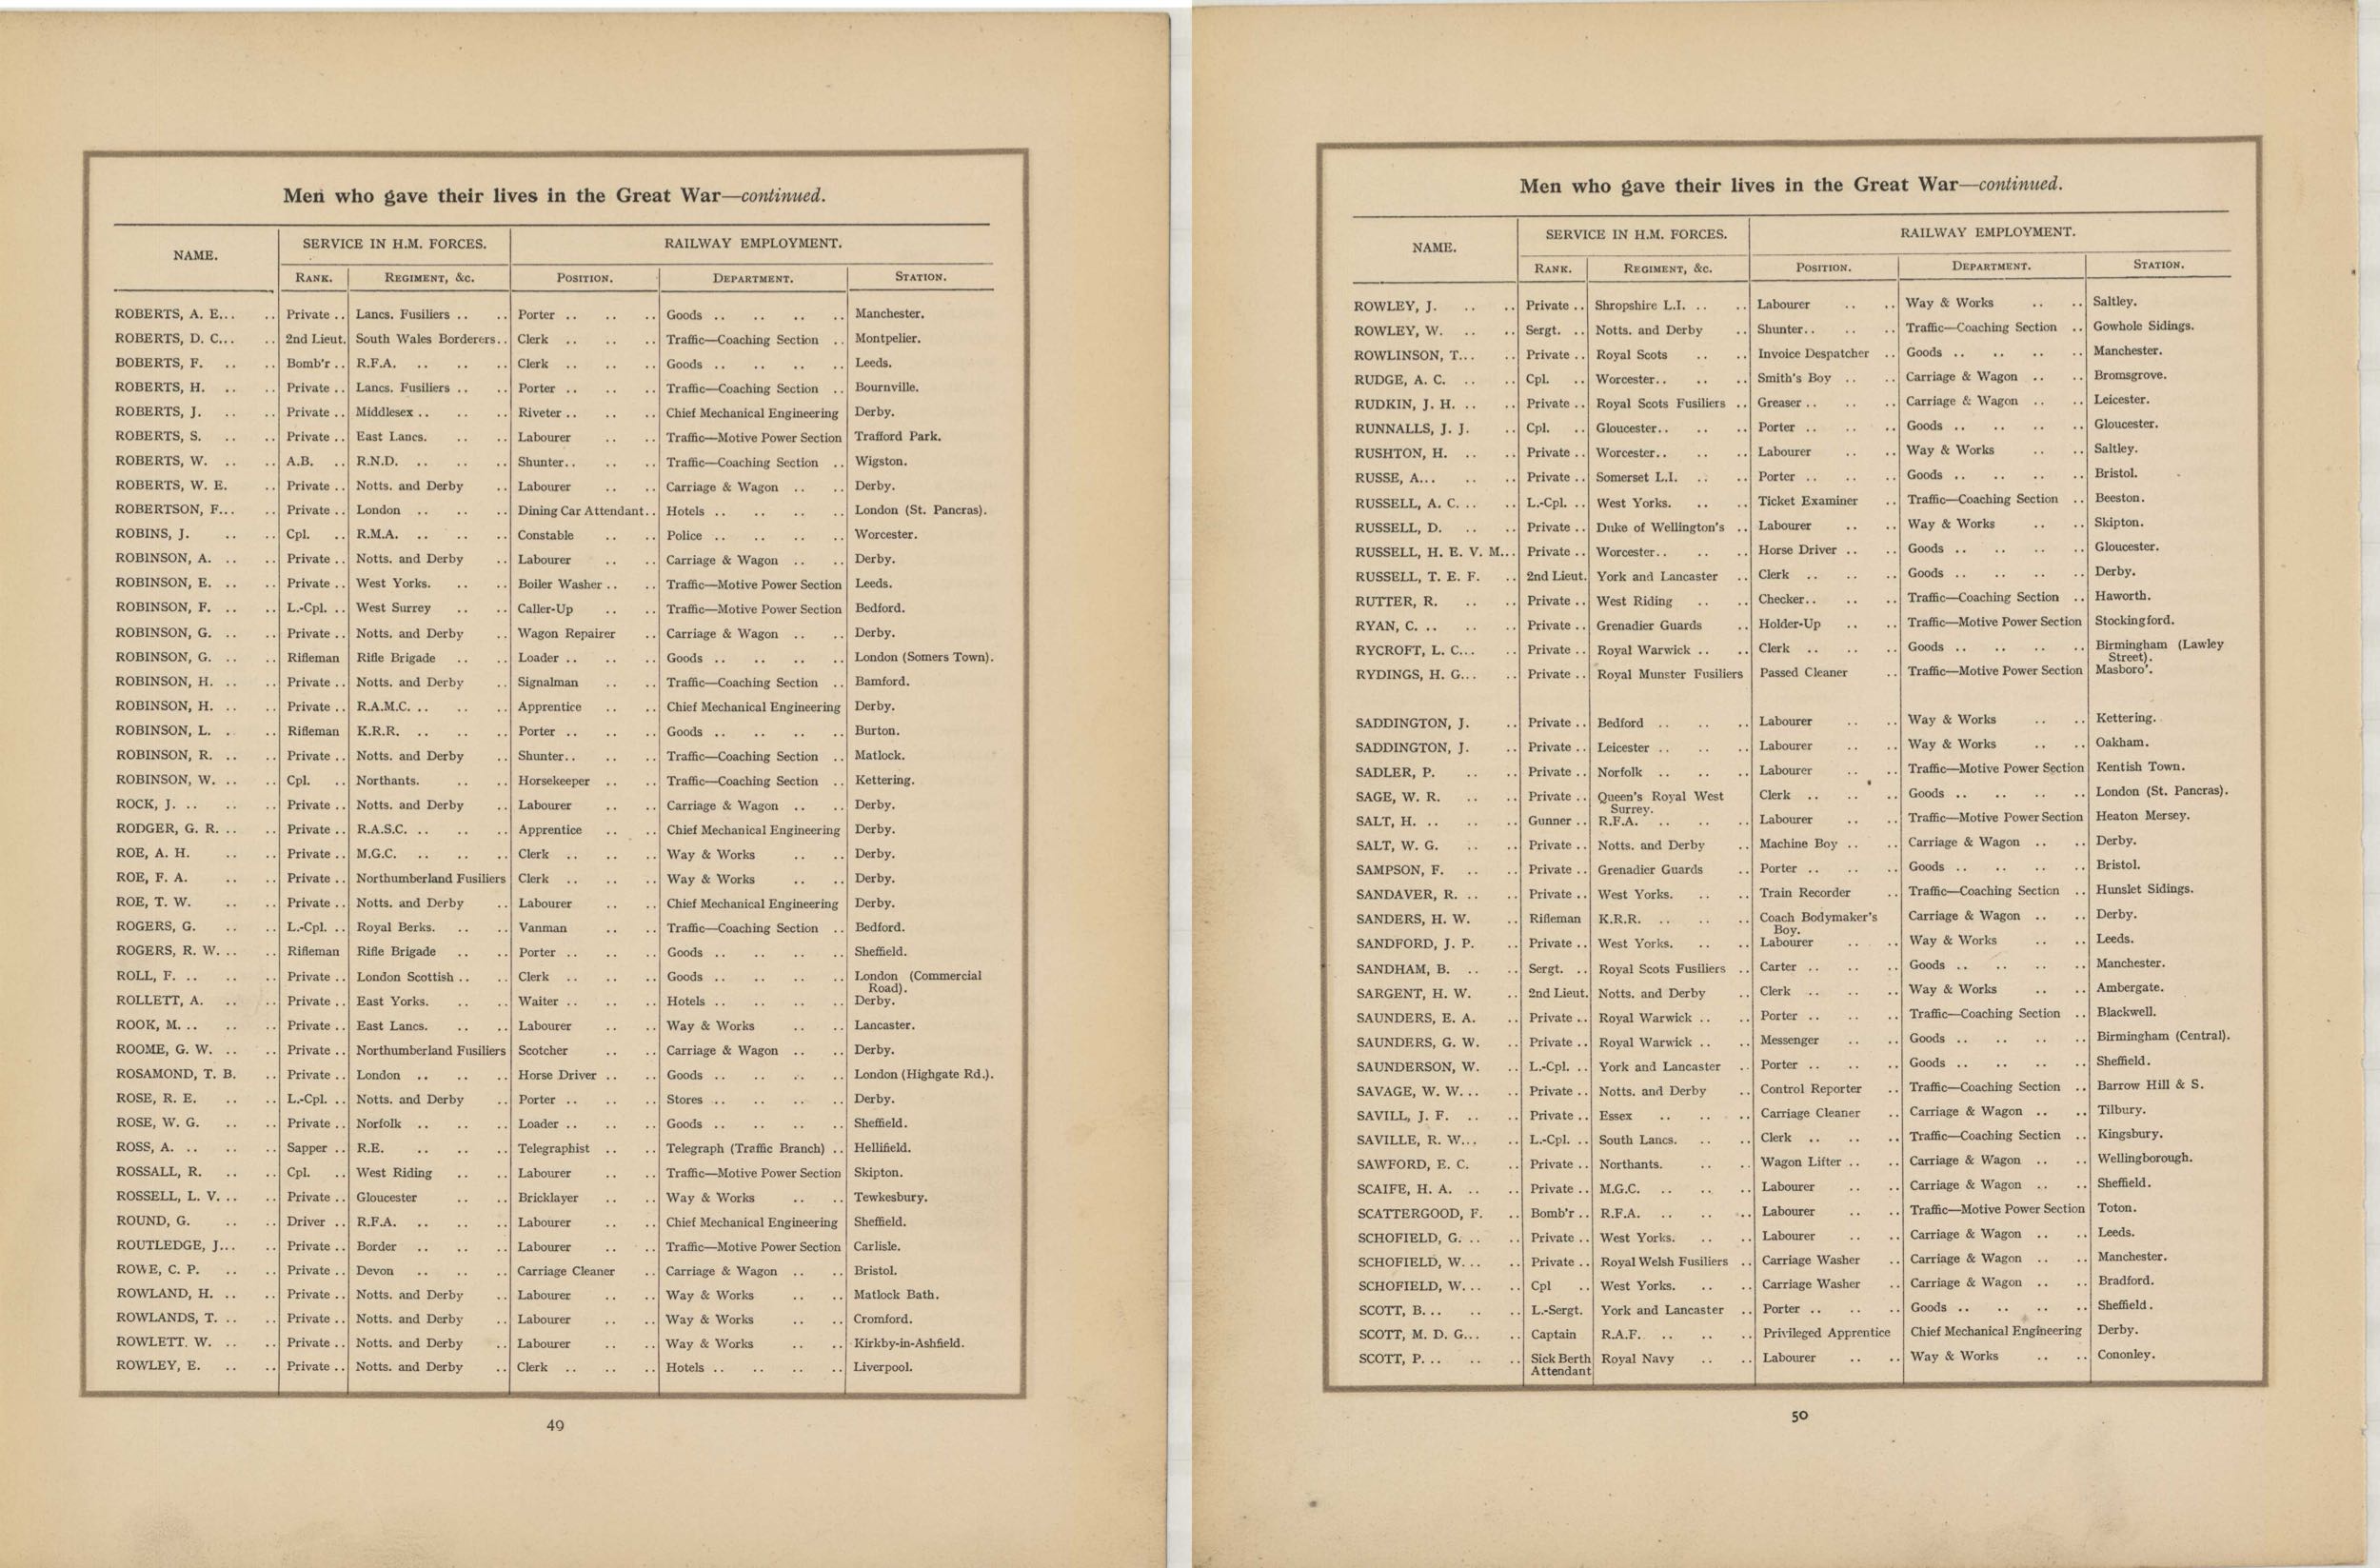 Men who gave their lives in the Great War—continued.
NAME. SERVICE IN H.M. FORCES. RAILWAY EMPLOYMENT.
RANK. REGIMENT, &c. POSITION. DEPARTMENT. STATION.
ROBERTS, A. E... .. Private .. Lancs. Fusiliers .. .. Porter .. .. .. Goods .. .. .. .. Manchester.
ROBERTS, D. C... .. 2nd Lieut. South Wales Borderers.. Clerk .. .. .. Traffic—Coaching Section .. Montpelier.
BOBERTS, F. .. .. Bomb'r .. R.F.A. .. .. .. Clerk .. .. .. Goods .. .. .. .. Leeds.
ROBERTS, H. .. .. Private .. Lancs. Fusiliers .. .. Porter .. .. .. Traffic—Coaching Section .. Bournville.
ROBERTS, J. .. .. Private .. Middlesex .. .. .. Riveter .. .. .. Chief Mechanical Engineering Derby.
ROBERTS, S. .. .. Private .. East Lancs. .. .. Labourer .. .. Traffic—Motive Power Section Trafford Park.
ROBERTS, W. .. .. A.B. .. R.N.D. .. .. .. Shunter.. .. .. Traffic—Coaching Section .. Wigston.
ROBERTS, W. E. .. Private .. Notts. and Derby .. Labourer .. .. Carriage & Wagon .. .. Derby.
ROBERTSON, F... .. Private .. London .. .. .. Dining Car Attendant.. Hotels .. .. .. .. London (St. Pancras).
ROBINS, J. .. .. Cpl. .. R.M.A. .. .. .. Constable .. .. Police .. .. .. .. Worcester.
ROBINSON, A. .. .. Private .. Notts. and Derby .. Labourer .. .. Carriage & Wagon .. .. Derby.
ROBINSON, E. .. .. Private .. West Yorks. .. .. Boiler Washer .. .. Traffic—Motive Power Section Leeds.
ROBINSON, F. .. .. L.-Cpl. .. West Surrey .. .. Caller-Up .. .. Traffic—Motive Power Section Bedford.
ROBINSON, G. .. .. Private .. Notts. and Derby .. Wagon Repairer .. Carriage & Wagon .. .. Derby.
ROBINSON, G. .. .. Rifleman Rifle Brigade .. .. Loader .. .. .. Goods .. .. .. .. London (Somers Town).
ROBINSON, H. .. .. Private .. Notts. and Derby .. Signalman .. .. Traffic—Coaching Section .. Bamford.
ROBINSON, H. .. .. Private .. R.A.M.C. .. .. .. Apprentice .. .. Chief Mechanical Engineering Derby.
ROBINSON, L. . .. Rifleman K.R.R. .. .. .. Porter .. .. .. Goods .. .. .. .. Burton.
ROBINSON, R. .. .. Private .. Notts. and Derby .. Shunter.. .. .. Traffic—Coaching Section .. Matlock.
ROBINSON, W. .. .. Cpl. .. Northants. .. .. Horsekeeper .. .. Traffic—Coaching Section .. Kettering.
ROCK, J. .. .. .. Private .. Notts. and Derby .. Labourer .. .. Carriage & Wagon .. .. Derby.
RODGER, G. R. .. .. Private .. R.A.S.C. .. .. .. Apprentice .. .. Chief Mechanical Engineering Derby.
ROE, A. H. .. .. Private .. M.G.C. .. .. .. Clerk .. .. .. Way & Works .. .. Derby.
ROE, F. A. .. .. Private .. Northumberland Fusiliers Clerk .. .. .. Way & Works .. .. Derby.
ROE, T. W. .. .. Private .. Notts. and Derby .. Labourer .. .. Chief Mechanical Engineering Derby.
ROGERS, G. .. .. L.-Cpl. .. Royal Berks. .. .. Vanman .. .. Traffic—Coaching Section .. Bedford.
ROGERS, R. W. .. .. Rifleman Rifle Brigade .. .. Porter .. .. .. Goods .. .. .. .. Sheffield.
ROLL, F. .. .. .. Private .. London Scottish .. .. Clerk .. .. .. Goods .. .. .. .. London (Commercial
Road).
ROLLETT, A. .. .. Private .. East Yorks. .. .. Waiter .. .. .. Hotels .. .. .. .. Derby.
ROOK, M. .. .. .. Private .. East Lancs. .. .. Labourer .. .. Way & Works .. .. Lancaster.
ROOME, G. W. .. .. Private .. Northumberland Fusiliers Scotcher .. .. Carriage & Wagon .. .. Derby.
ROSAMOND, T. B. .. Private .. London .. .. .. Horse Driver .. .. Goods .. .. .. .. London (Highgate Rd.).
ROSE, R. E. .. .. L.-Cpl. .. Notts. and Derby .. Porter .. .. .. Stores .. .. .. .. Derby.
ROSE, W. G. .. .. Private .. Norfolk .. .. .. Loader .. .. .. Goods .. .. .. .. Sheffield.
ROSS, A. .. .. .. Sapper .. R.E. .. .. .. Telegraphist .. .. Telegraph (Traffic Branch) .. Hellifield.
ROSSALL, R. .. .. Cpl. .. West Riding .. .. Labourer .. .. Traffic—Motive Power Section Skipton.
ROSSELL, L. V. .. .. Private .. Gloucester .. .. Bricklayer .. .. Way & Works .. .. Tewkesbury.
ROUND, G. .. .. Driver .. R.F.A. .. .. .. Labourer .. .. Chief Mechanical Engineering Sheffield.
ROUTLEDGE, J... .. Private .. Border .. .. .. Labourer .. .. Traffic—Motive Power Section Carlisle.
ROWE, C. P. .. .. Private .. Devon .. .. .. Carriage Cleaner .. Carriage & Wagon .. .. Bristol.
ROWLAND, H. .. .. Private .. Notts. and Derby .. Labourer .. .. Way & Works .. .. Matlock Bath.
ROWLANDS, T. .. .. Private .. Notts. and Derby .. Labourer .. .. Way & Works .. .. Cromford.
ROWLETT. W. .. .. Private .. Notts. and Derby .. Labourer .. .. Way & Works .. .. Kirkby-in-Ashfield.
ROWLEY, E. .. .. Private .. Notts. and Derby .. Clerk .. .. .. Hotels .. .. .. .. Liverpool.
49
Men who gave their lives in the Great War—continued.
NAME. SERVICE IN H.M. FORCES. RAILWAY EMPLOYMENT.
RANK. REGIMENT, &c. POSITION. DEPARTMENT. STATION.
ROWLEY, J. .. .. Private .. Shropshire L.I. .. .. Labourer .. .. Way & Works .. .. Saltley.
ROWLEY, W. .. .. Sergt. .. Notts. and Derby .. Shunter.. .. .. Traffic—Coaching Section .. Gowhole Sidings.
ROWLINSON, T... .. Private .. Royal Scots .. .. Invoice Despatcher .. Goods .. .. .. .. Manchester.
RUDGE, A. C. .. .. Cpl. .. Worcester.. .. .. Smith's Boy .. .. Carriage & Wagon .. .. Bromsgrove.
RUDKIN, J. H. .. .. Private .. Royal Scots Fusiliers .. Greaser .. .. .. Carriage & Wagon .. .. Leicester.
RUNNALLS, J. J. .. Cpl. .. Gloucester.. .. .. Porter .. .. .. Goods .. .. .. .. Gloucester.
RUSHTON, H. .. .. Private .. Worcester.. .. .. Labourer .. .. Way & Works .. .. Saltley.
RUSSE, A... .. .. Private .. Somerset L.I. .. .. Porter .. .. .. Goods .. .. .. .. Bristol.
RUSSELL, A. C. .. .. L.-Cpl. .. West Yorks. .. .. Ticket Examiner .. Traffic—Coaching Section .. Beeston.
RUSSELL, D. .. .. Private .. Duke of Wellington's .. Labourer .. .. Way & Works .. .. Skipton.
RUSSELL, H. E. V. M... Private .. Worcester.. .. .. Horse Driver .. .. Goods .. .. .. .. Gloucester.
RUSSELL, T. E. F. .. 2nd Lieut. York and Lancaster .. Clerk .. .. .. Goods .. .. .. .. Derby.
RUTTER, R. .. .. Private .. West Riding .. .. Checker.. .. .. Traffic—Coaching Section .. Haworth.
RYAN, C. .. .. .. Private .. Grenadier Guards .. Holder-Up .. .. Traffic—Motive Power Section Stockingford.
RYCROFT, L. C... .. Private .. Royal Warwick .. .. Clerk .. .. .. Goods .. .. .. .. Birmingham (Lawley
Street).
RYDINGS, H. G... .. Private .. Royal Munster Fusiliers Passed Cleaner .. Traffic—Motive Power Section Masboro'.
SADDINGTON, J. .. Private .. Bedford .. .. .. Labourer .. .. Way & Works .. .. Kettering.
SADDINGTON, J. .. Private .. Leicester .. .. .. Labourer .. .. Way & Works .. .. Oakham.
SADLER, P. .. .. Private .. Norfolk .. .. .. Labourer .. .. Traffic—Motive Power Section Kentish Town.
SAGE, W. R. .. .. Private .. Queen's Royal West Clerk .. .. .. Goods .. .. .. .. London (St. Pancras).
Surrey.
SALT, H. .. .. .. Gunner .. R.F.A. .. .. .. Labourer .. .. Traffic—Motive Power Section Heaton Mersey.
SALT, W. G. .. .. Private .. Notts. and Derby .. Machine Boy .. .. Carriage & Wagon .. .. Derby.
SAMPSON, F. .. .. Private .. Grenadier Guards .. Porter .. .. .. Goods .. .. .. .. Bristol.
SANDAVER, R. .. .. Private .. West Yorks. .. .. Train Recorder .. Traffic—Coaching Section .. Hunslet Sidings.
SANDERS, H. W. .. Rifleman K.R.R. .. .. .. Coach Bodymaker's Carriage & Wagon .. .. Derby.
Boy.
SANDFORD, J. P. .. Private .. West Yorks. .. .. Labourer .. .. Way & Works .. .. Leeds.
SANDHAM, B. .. .. Sergt. .. Royal Scots Fusiliers .. Carter .. .. .. Goods .. .. .. .. Manchester.
SARGENT, H. W. .. 2nd Lieut. Notts. and Derby .. Clerk .. .. .. Way & Works .. .. Ambergate.
SAUNDERS, E. A. .. Private .. Royal Warwick .. .. Porter .. .. .. Traffic—Coaching Section .. Blackwell.
SAUNDERS, G. W. .. Private .. Royal Warwick .. .. Messenger .. .. Goods .. .. .. .. Birmingham (Central).
SAUNDERSON, W. .. L.-Cpl. .. York and Lancaster .. Porter .. .. .. Goods .. .. .. .. Sheffield.
SAVAGE, W. W... .. Private .. Notts. and Derby .. Control Reporter .. Traffic—Coaching Section .. Barrow Hill & S.
SAVILL, J. F. .. .. Private .. Essex .. .. .. Carriage Cleaner .. Carriage & Wagon .. .. Tilbury.
SAVILLE, R. W... .. L.-Cpl. .. South Lancs. .. .. Clerk .. .. .. Traffic—Coaching Section .. Kingsbury.
SAWFORD, E. C. .. Private .. Northants. .. .. Wagon Lifter .. .. Carriage & Wagon .. .. Wellingborough.
SCAIFE, H. A. .. .. Private .. M.G.C. .. .. .. Labourer .. .. Carriage & Wagon .. .. Sheffield.
SCATTERGOOD, F. .. Bomb'r .. R.F.A. .. .. .. Labourer .. .. Traffic—Motive Power Section Toton.
SCHOFIELD, G. .. .. Private .. West Yorks. .. .. Labourer .. .. Carriage & Wagon .. .. Leeds.
SCHOFIELD, W... .. Private .. Royal Welsh Fusiliers .. Carriage Washer .. Carriage & Wagon .. .. Manchester.
SCHOFIELD, W... .. Cpl .. West Yorks. .. .. Carriage Washer .. Carriage & Wagon .. .. Bradford.
SCOTT, B... .. .. L.-Sergt. York and Lancaster .. Porter .. .. .. Goods .. .. .. .. Sheffield.
SCOTT, M. D. G... .. Captain R.A.F. .. .. .. Privileged Apprentice Chief Mechanical Engineering Derby.
SCOTT, P. .. .. .. Sick Berth Royal Navy .. .. Labourer .. .. Way & Works .. .. Cononley.
Attendant
50